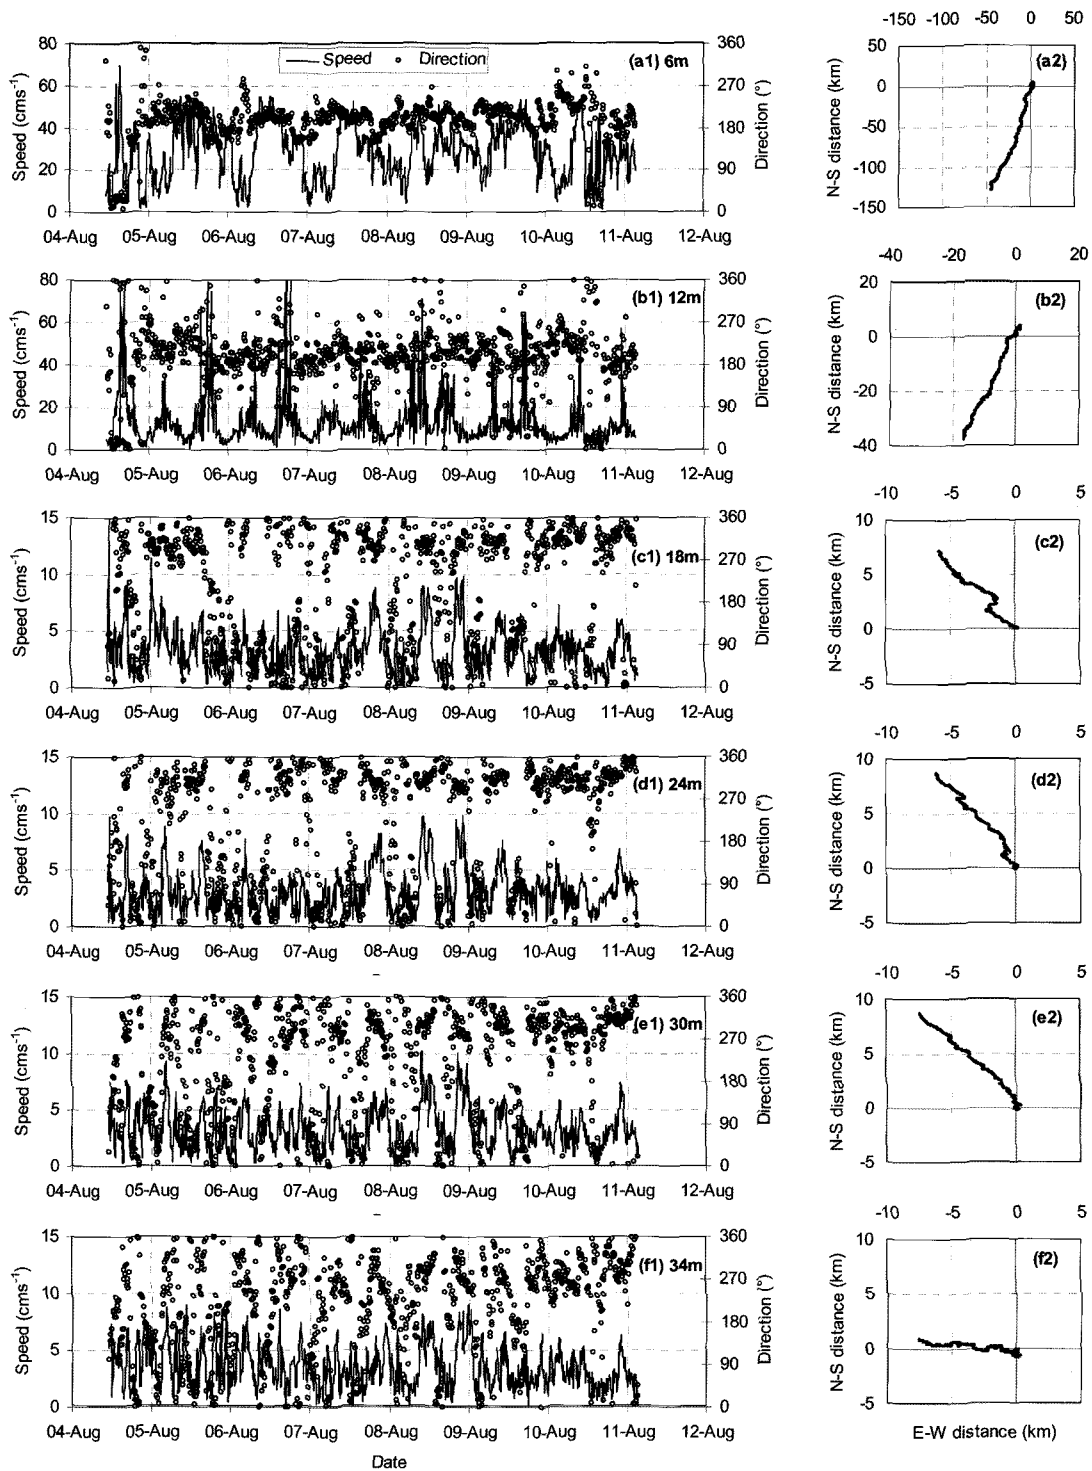 -150 -100 -50 0 50
80 360 50
Speed Direction (a1) 6m (a2)
60 270 0
40 180 -50
20 90 -100
0 0 -150
Speed (cms⁻¹) Direction (°) N-S distance (km)
04-Aug 05-Aug 06-Aug 07-Aug 08-Aug 09-Aug 10-Aug 11-Aug 12-Aug
-40 -20 0 20
80 360 20
(b1) 12m (b2)
60 270 0
40 180 -20
20 90
0 0 -40
Speed (cms⁻¹) Direction (°) N-S distance (km)
04-Aug 05-Aug 06-Aug 07-Aug 08-Aug 09-Aug 10-Aug 11-Aug 12-Aug
-10 -5 0 5
15 360 10
(c1) 18m (c2)
10 270 5
5 180 0
90
0 0 -5
Speed (cms⁻¹) Direction (°) N-S distance (km)
04-Aug 05-Aug 06-Aug 07-Aug 08-Aug 09-Aug 10-Aug 11-Aug 12-Aug
-10 -5 0 5
15 360 10
(d1) 24m (d2)
10 270 5
5 180 0
90
0 0 -5
Speed (cms⁻¹) Direction (°) N-S distance (km)
04-Aug 05-Aug 06-Aug 07-Aug 08-Aug 09-Aug 10-Aug 11-Aug 12-Aug
-10 -5 0 5
15 360 10
(e1) 30m (e2)
10 270 5
5 180 0
90
0 0 -5
Speed (cms⁻¹) Direction (°) N-S distance (km)
04-Aug 05-Aug 06-Aug 07-Aug 08-Aug 09-Aug 10-Aug 11-Aug 12-Aug
-10 -5 0 5
15 360 10
(f1) 34m (f2)
10 270 5
5 180 0
90
0 0 -5
Speed (cms⁻¹) Direction (°) N-S distance (km)
04-Aug 05-Aug 06-Aug 07-Aug 08-Aug 09-Aug 10-Aug 11-Aug 12-Aug
Date E-W distance (km)